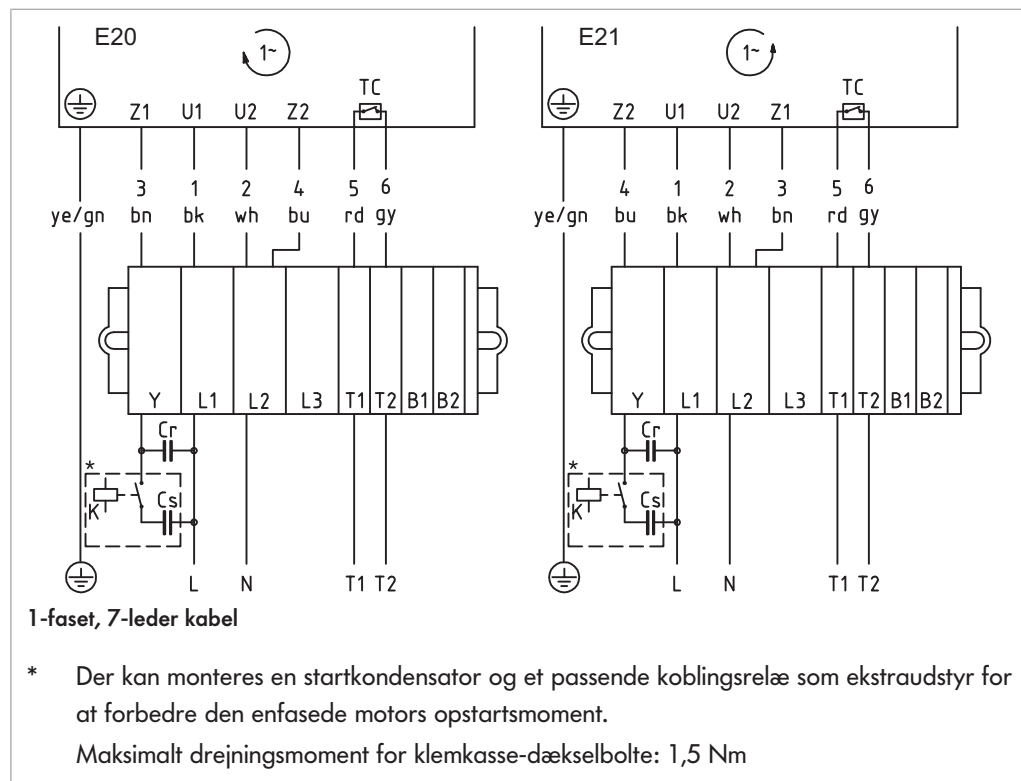 E20 1~ E21 1~
TC TC
Z1 U1 U2 Z2 Z2 U1 U2 Z1
3 1 2 4 5 6 4 1 2 3 5 6
ye/gn bn bk wh bu rd gy ye/gn bu bk wh bn rd gy
Y L1 L2 L3 T1 T2 B1 B2 Y L1 L2 L3 T1 T2 B1 B2
Cr Cr
* *
K Cs K Cs
L N T1 T2 L N T1 T2
1-faset, 7-leder kabel
* Der kan monteres en startkondensator og et passende koblingsrelæ som ekstraudstyr for
at forbedre den enfasede motors opstartsmoment.
Maksimalt drejningsmoment for klemkasse-dækselbolte: 1,5 Nm